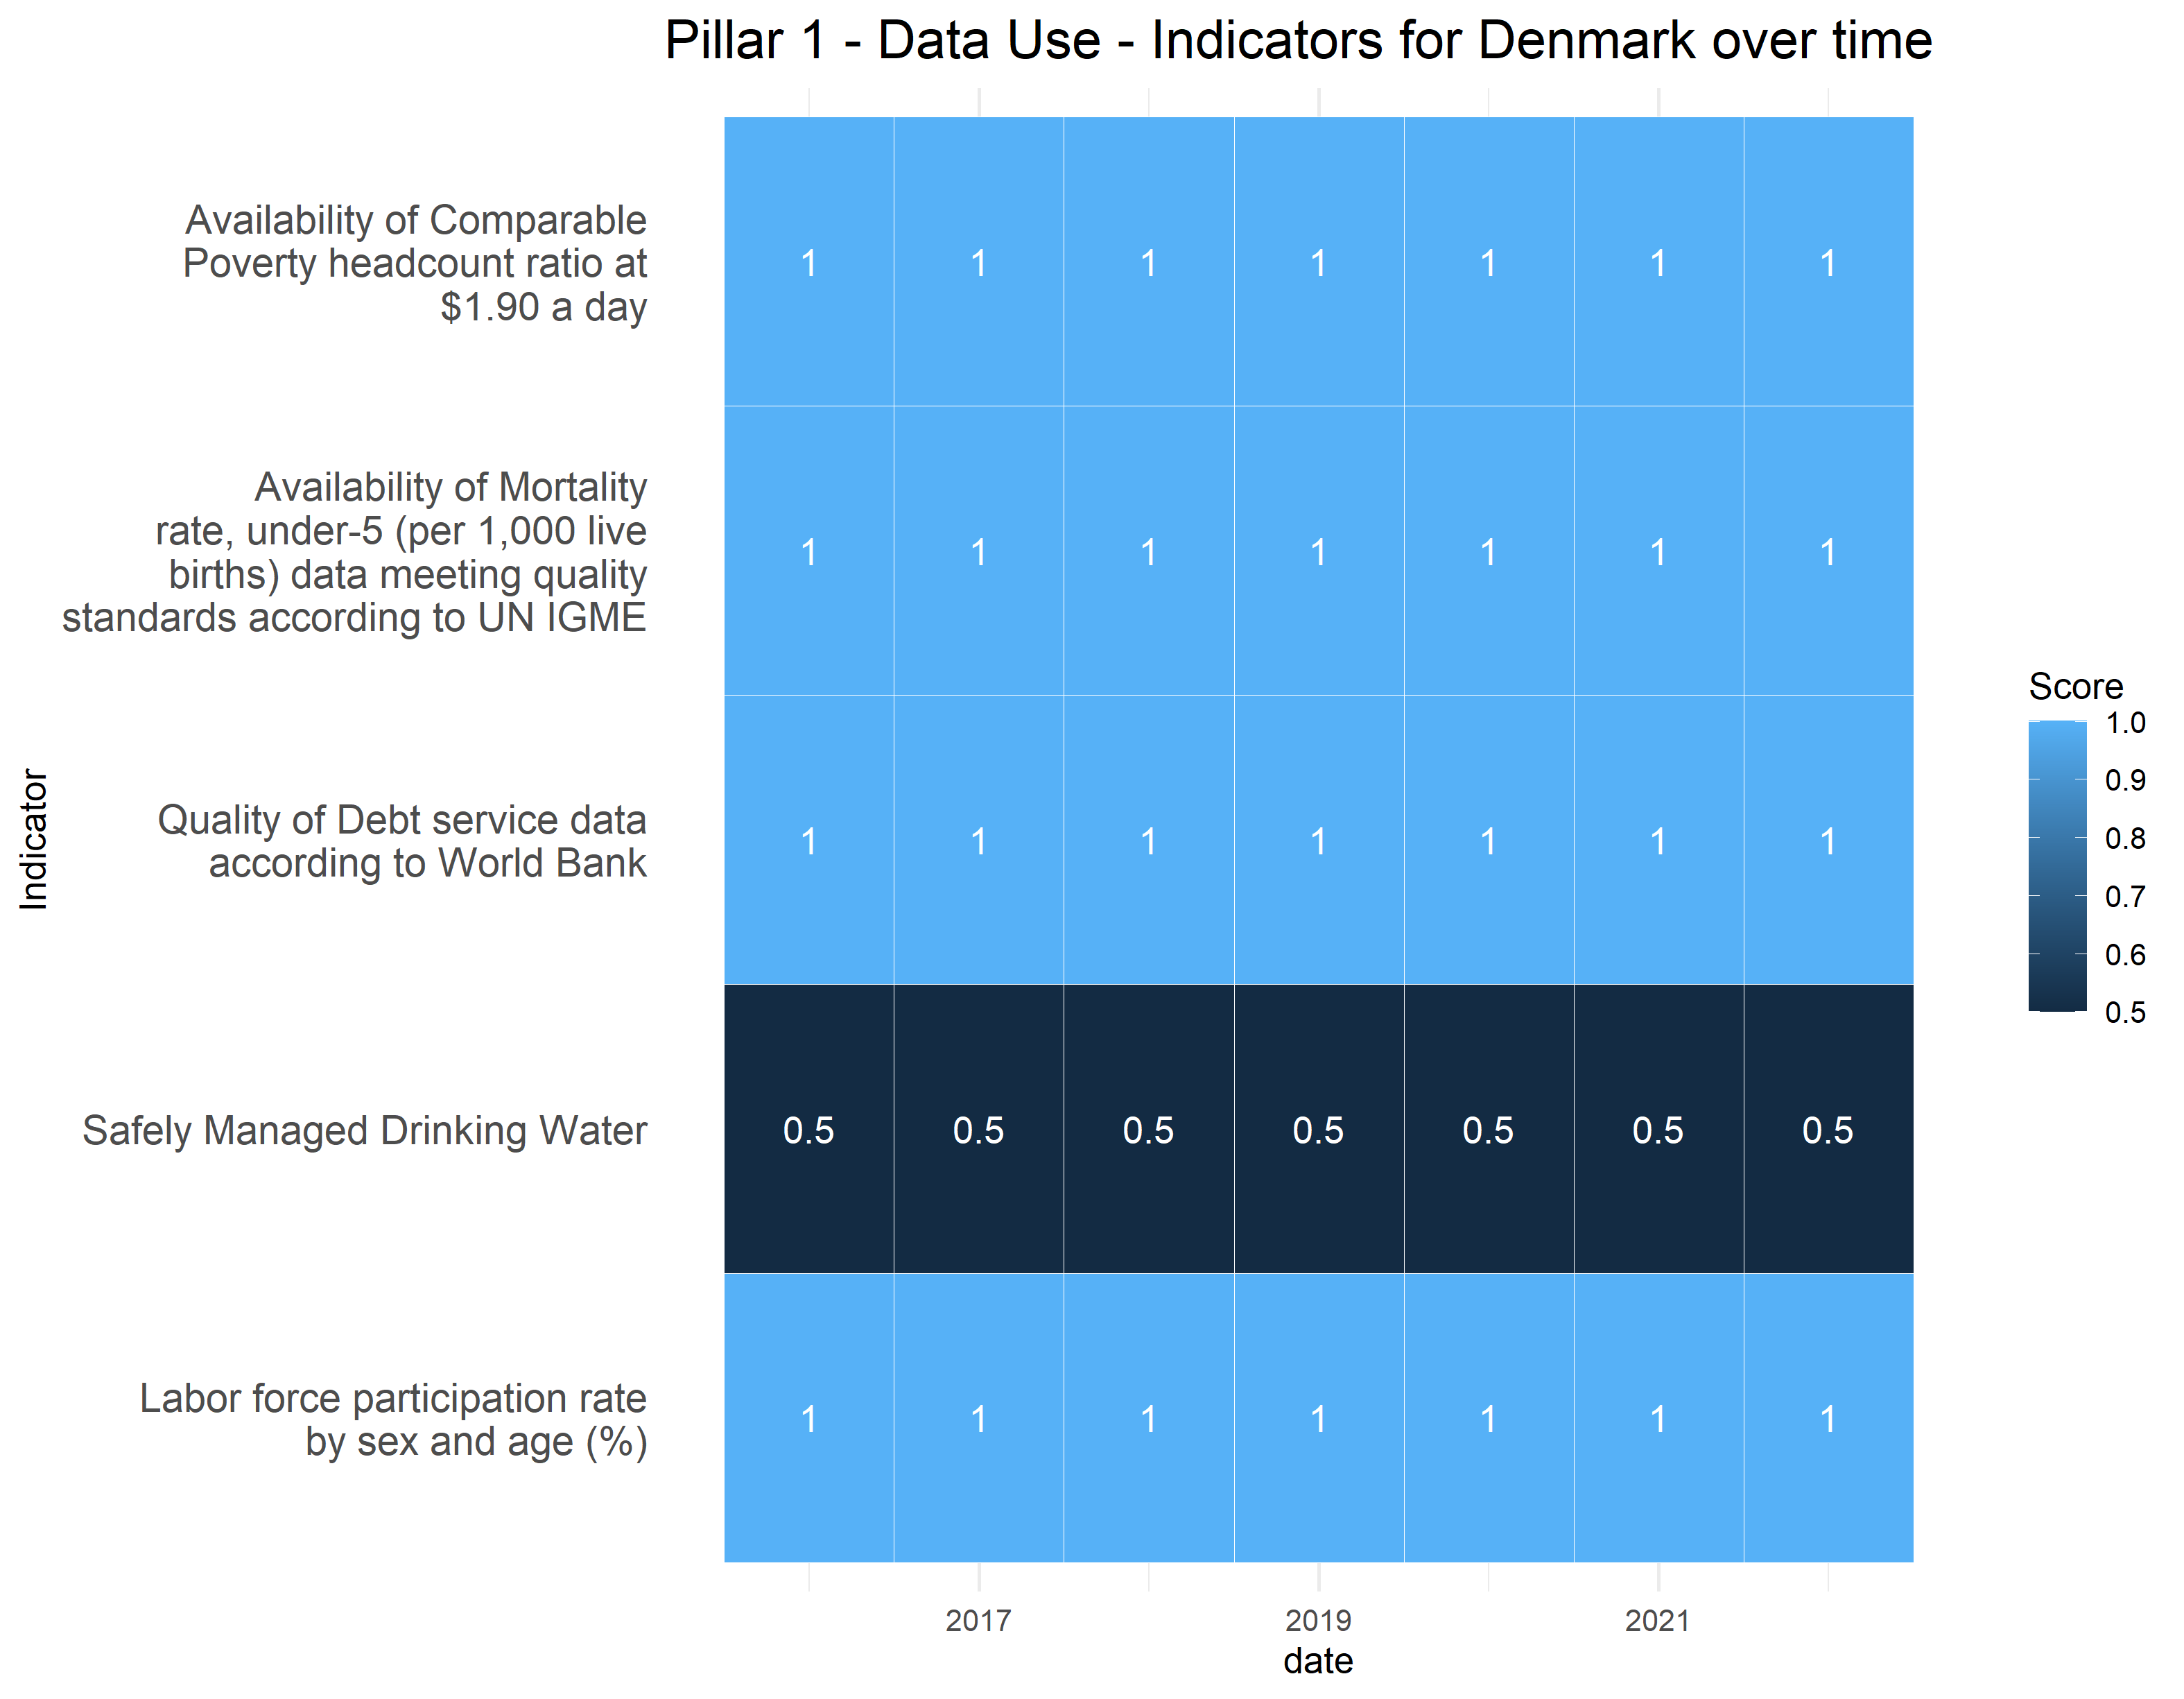 Pillar 1 - Data Use - Indicators for Denmark over time
Indicator
Availability of Comparable
Poverty headcount ratio at
$1.90 a day
1 1 1 1 1 1 1
Availability of Mortality
rate, under-5 (per 1,000 live
births) data meeting quality
standards according to UN IGME
1 1 1 1 1 1 1
Quality of Debt service data
according to World Bank
1 1 1 1 1 1 1
Safely Managed Drinking Water
0.5 0.5 0.5 0.5 0.5 0.5 0.5
Labor force participation rate
by sex and age (%)
1 1 1 1 1 1 1
2017 2019 2021
date
Score
1.0
0.9
0.8
0.7
0.6
0.5